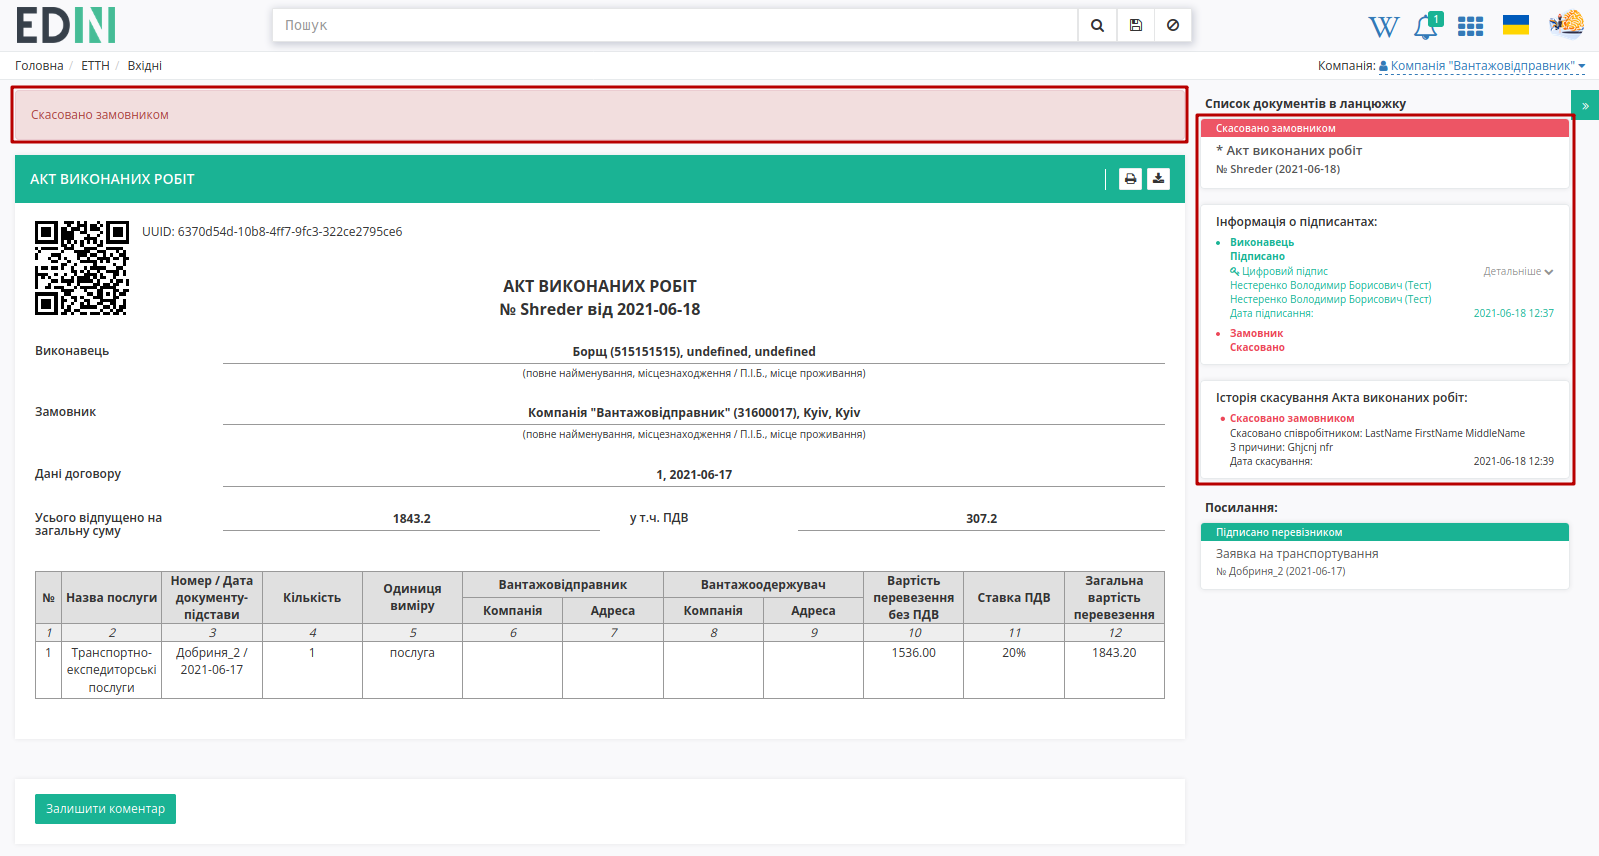 EDIN
Пошук
W
1
Головна / ЕТТН / Вхідні
Компанія: Компанія "Вантажовідправник"
Скасовано замовником
АКТ ВИКОНАНИХ РОБІТ
UUID: 6370d54d-10b8-4ff7-9fc3-322ce2795ce6
АКТ ВИКОНАНИХ РОБІТ
№ Shreder від 2021-06-18
Виконавець
Борщ (515151515), undefined, undefined
(повне найменування, місцезнаходження / П.І.Б., місце проживання)
Замовник
Компанія "Вантажовідправник" (31600017), Kyiv, Kyiv
(повне найменування, місцезнаходження / П.І.Б., місце проживання)
Дані договору
1, 2021-06-17
Усього відпущено на
загальну суму
1843.2
у т.ч. ПДВ
307.2
№
Назва послуги
Номер / Дата
документу-
підстави
Кількість
Одиниця
виміру
Вантажовідправник
Компанія
Адреса
Вантажоодержувач
Компанія
Адреса
Вартість
перевезення
без ПДВ
Ставка ПДВ
Загальна
вартість
перевезення
1 2 3 4 5 6 7 8 9 10 11 12
1
Транспортно-
експедиторські
послуги
Добриня_2 /
2021-06-17
1
послуга
1536.00
20%
1843.20
Залишити коментар
Список документів в ланцюжку
»
Скасовано замовником
* Акт виконаних робіт
№ Shreder (2021-06-18)
Інформація о підписантах:
Виконавець
Підписано
Цифровий підпис
Детальніше
Нестеренко Володимир Борисович (Тест)
Нестеренко Володимир Борисович (Тест)
Дата підписання: 2021-06-18 12:37
Замовник
Скасовано
Історія скасування Акта виконаних робіт:
Скасовано замовником
Скасовано співробітником: LastName FirstName MiddleName
З причини: Ghjcnj nfr
Дата скасування: 2021-06-18 12:39
Посилання:
Підписано перевізником
Заявка на транспортування
№ Добриня_2 (2021-06-17)